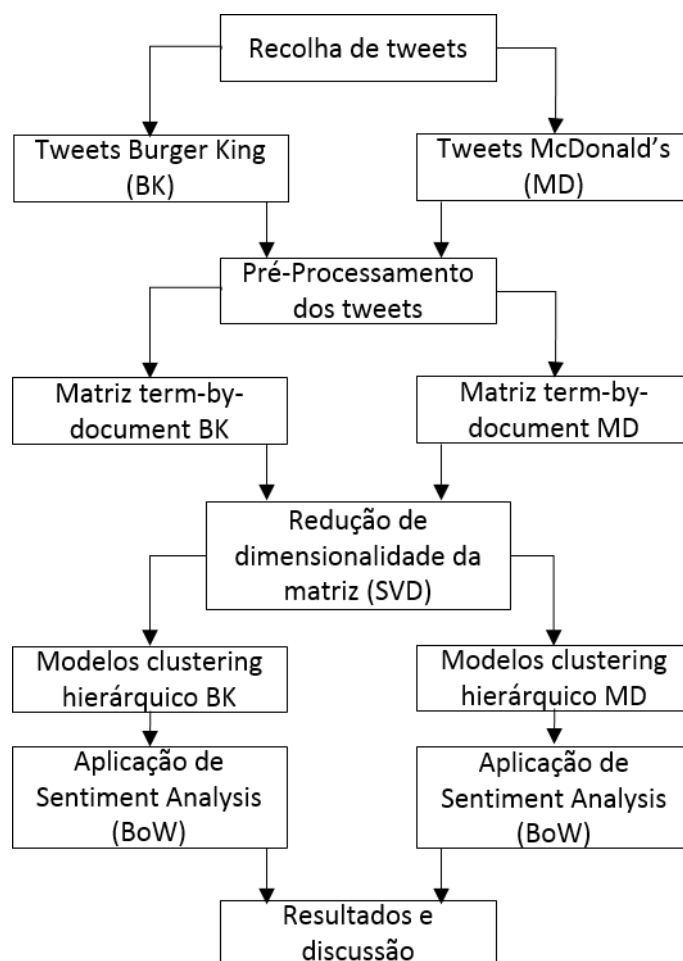 Recolha de tweets
Tweets Burger King
(BK)
Tweets McDonald’s
(MD)
Pré-Processamento
dos tweets
Matriz term-by-
document BK
Matriz term-by-
document MD
Redução de
dimensionalidade da
matriz (SVD)
Modelos clustering
hierárquico BK
Modelos clustering
hierárquico MD
Aplicação de
Sentiment Analysis
(BoW)
Aplicação de
Sentiment Analysis
(BoW)
Resultados e
discussão